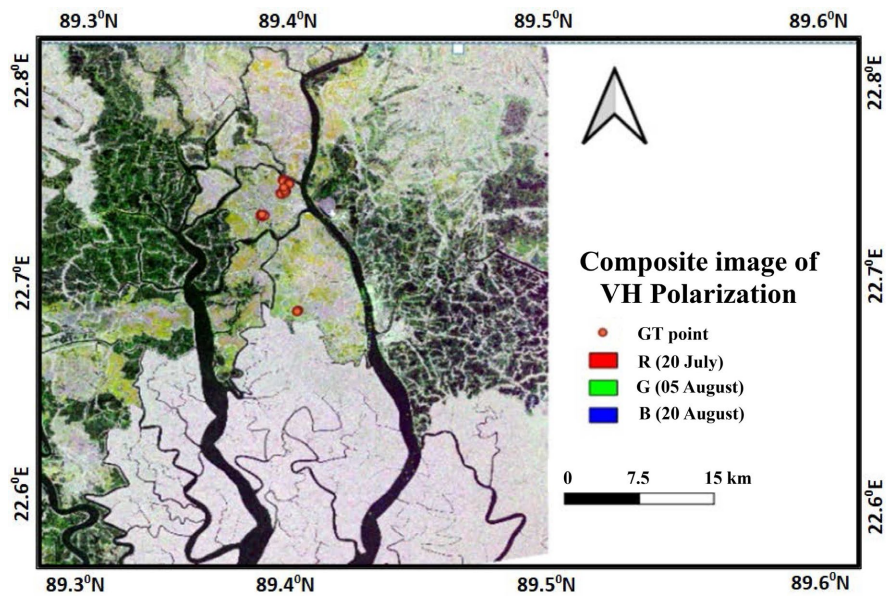 89.3⁰N 89.4⁰N 89.5⁰N 89.6⁰N
22.8⁰E
22.8⁰E
22.7⁰E
22.7⁰E
Composite image of
VH Polarization
GT point
R (20 July)
G (05 August)
B (20 August)
0 7.5 15 km
22.6⁰E
22.6⁰E
89.3⁰N 89.4⁰N 89.5⁰N 89.6⁰N